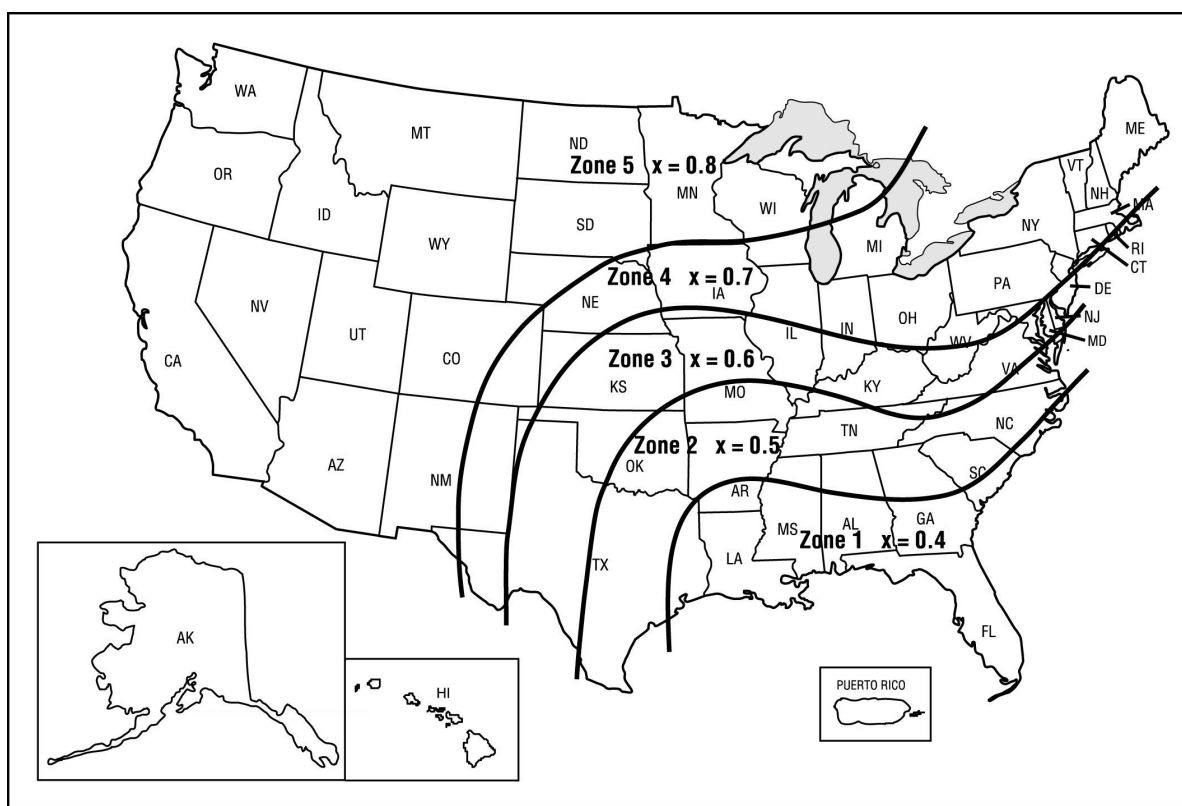 WA
MT
ND
ME
Zone 5 x = 0.8
VT
OR
MN
NH
ID
WI
MA
SD
NY
WY
MI
RI
CT
Zone 4 x = 0.7
PA
DE
NE
IA
NV
OH
NJ
UT
IL
IN
WV
MD
CO
CA
Zone 3 x = 0.6
VA
KS
MO
KY
NC
TN
Zone 2 x = 0.5
AZ
OK
SC
NM
AR
GA
MS
AL
Zone 1 x = 0.4
LA
TX
FL
AK
HI
PUERTO RICO